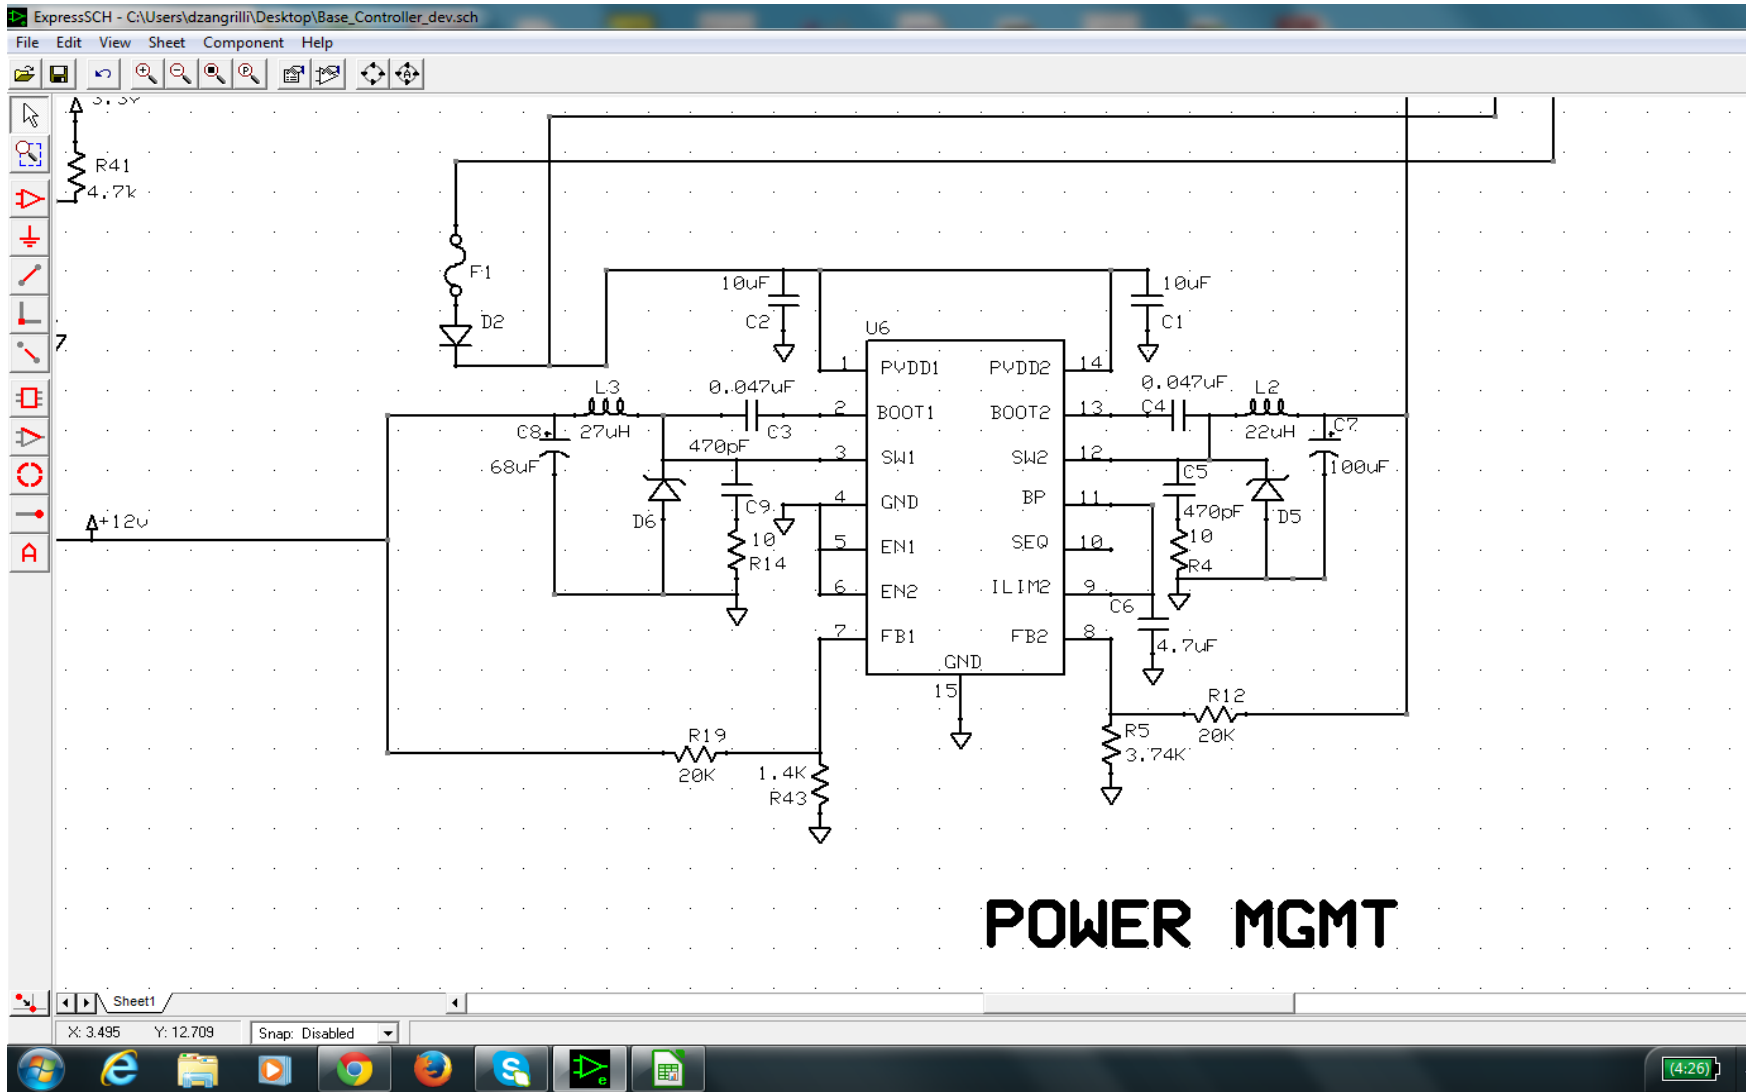 ExpressSCH - C:\Users\dzangrilli\Desktop\Base_Controller_dev.sch
File Edit View Sheet Component Help
3.3V
R41
4.7k
F1
D2
10uF
C2
10uF
C1
U6
1 PVDD1 PVDD2 14
2 BOOT1 BOOT2 13
3 SW1 SW2 12
4 GND BP 11
5 EN1 SEQ 10
6 EN2 ILIM2 9
7 FB1 FB2 8
GND
15
L3
27uH
0.047uF
C3
C8 +
68uF
470pF
C9
D6
10
R14
+12v
0.047uF
C4
L2
22uH
+ C7
100uF
C5
470pF
D5
10
R4
C6
4.7uF
R19
20K
1.4K
R43
R12
20K
R5
3.74K
7
POWER MGMT
Sheet1
X: 3.495 Y: 12.709 Snap: Disabled
(4:26)